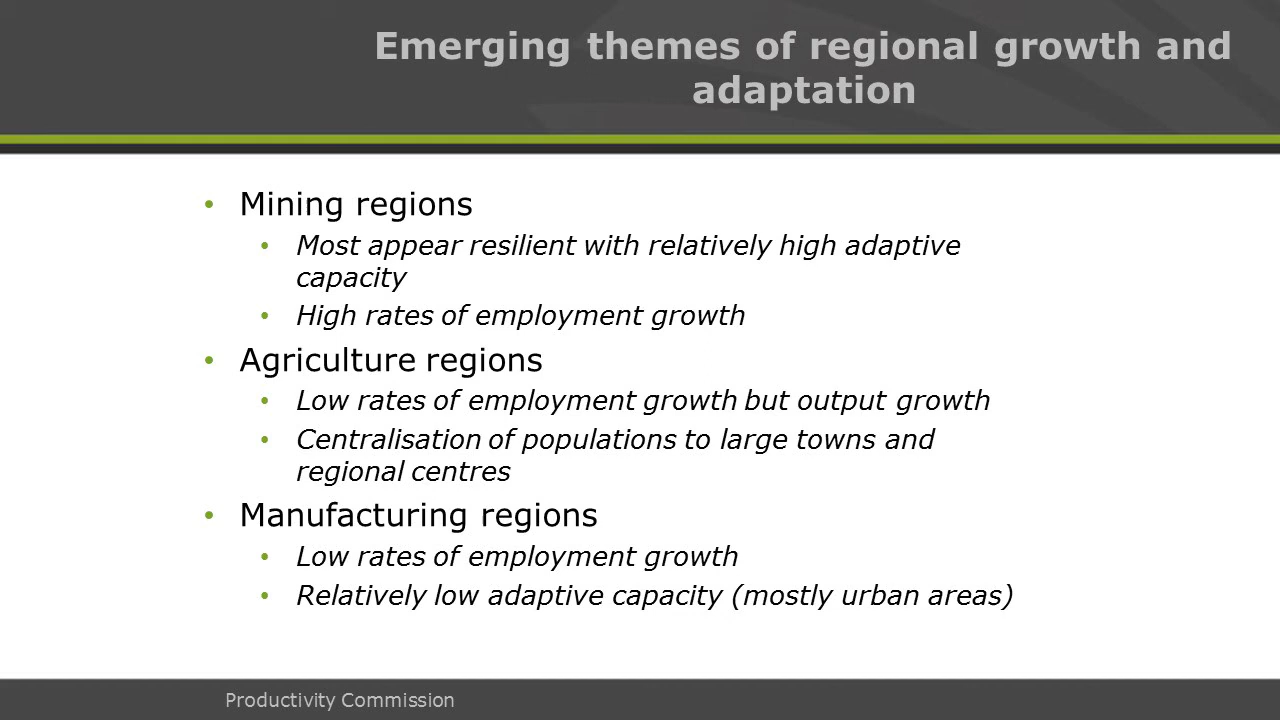 Emerging themes of regional growth and
adaptation
• Mining regions
• Most appear resilient with relatively high adaptive
capacity
• High rates of employment growth
• Agriculture regions
• Low rates of employment growth but output growth
• Centralisation of populations to large towns and
regional centres
• Manufacturing regions
• Low rates of employment growth
• Relatively low adaptive capacity (mostly urban areas)
Productivity Commission